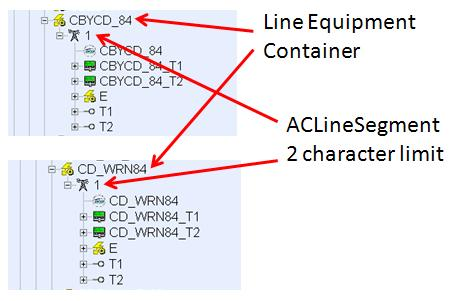 CBYCD_84
1
CBYCD_84
CBYCD_84_T1
CBYCD_84_T2
E
T1
T2
Line Equipment
Container
ACLineSegment
2 character limit
CD_WRN84
1
CD_WRN84
CD_WRN84_T1
CD_WRN84_T2
E
T1
T2